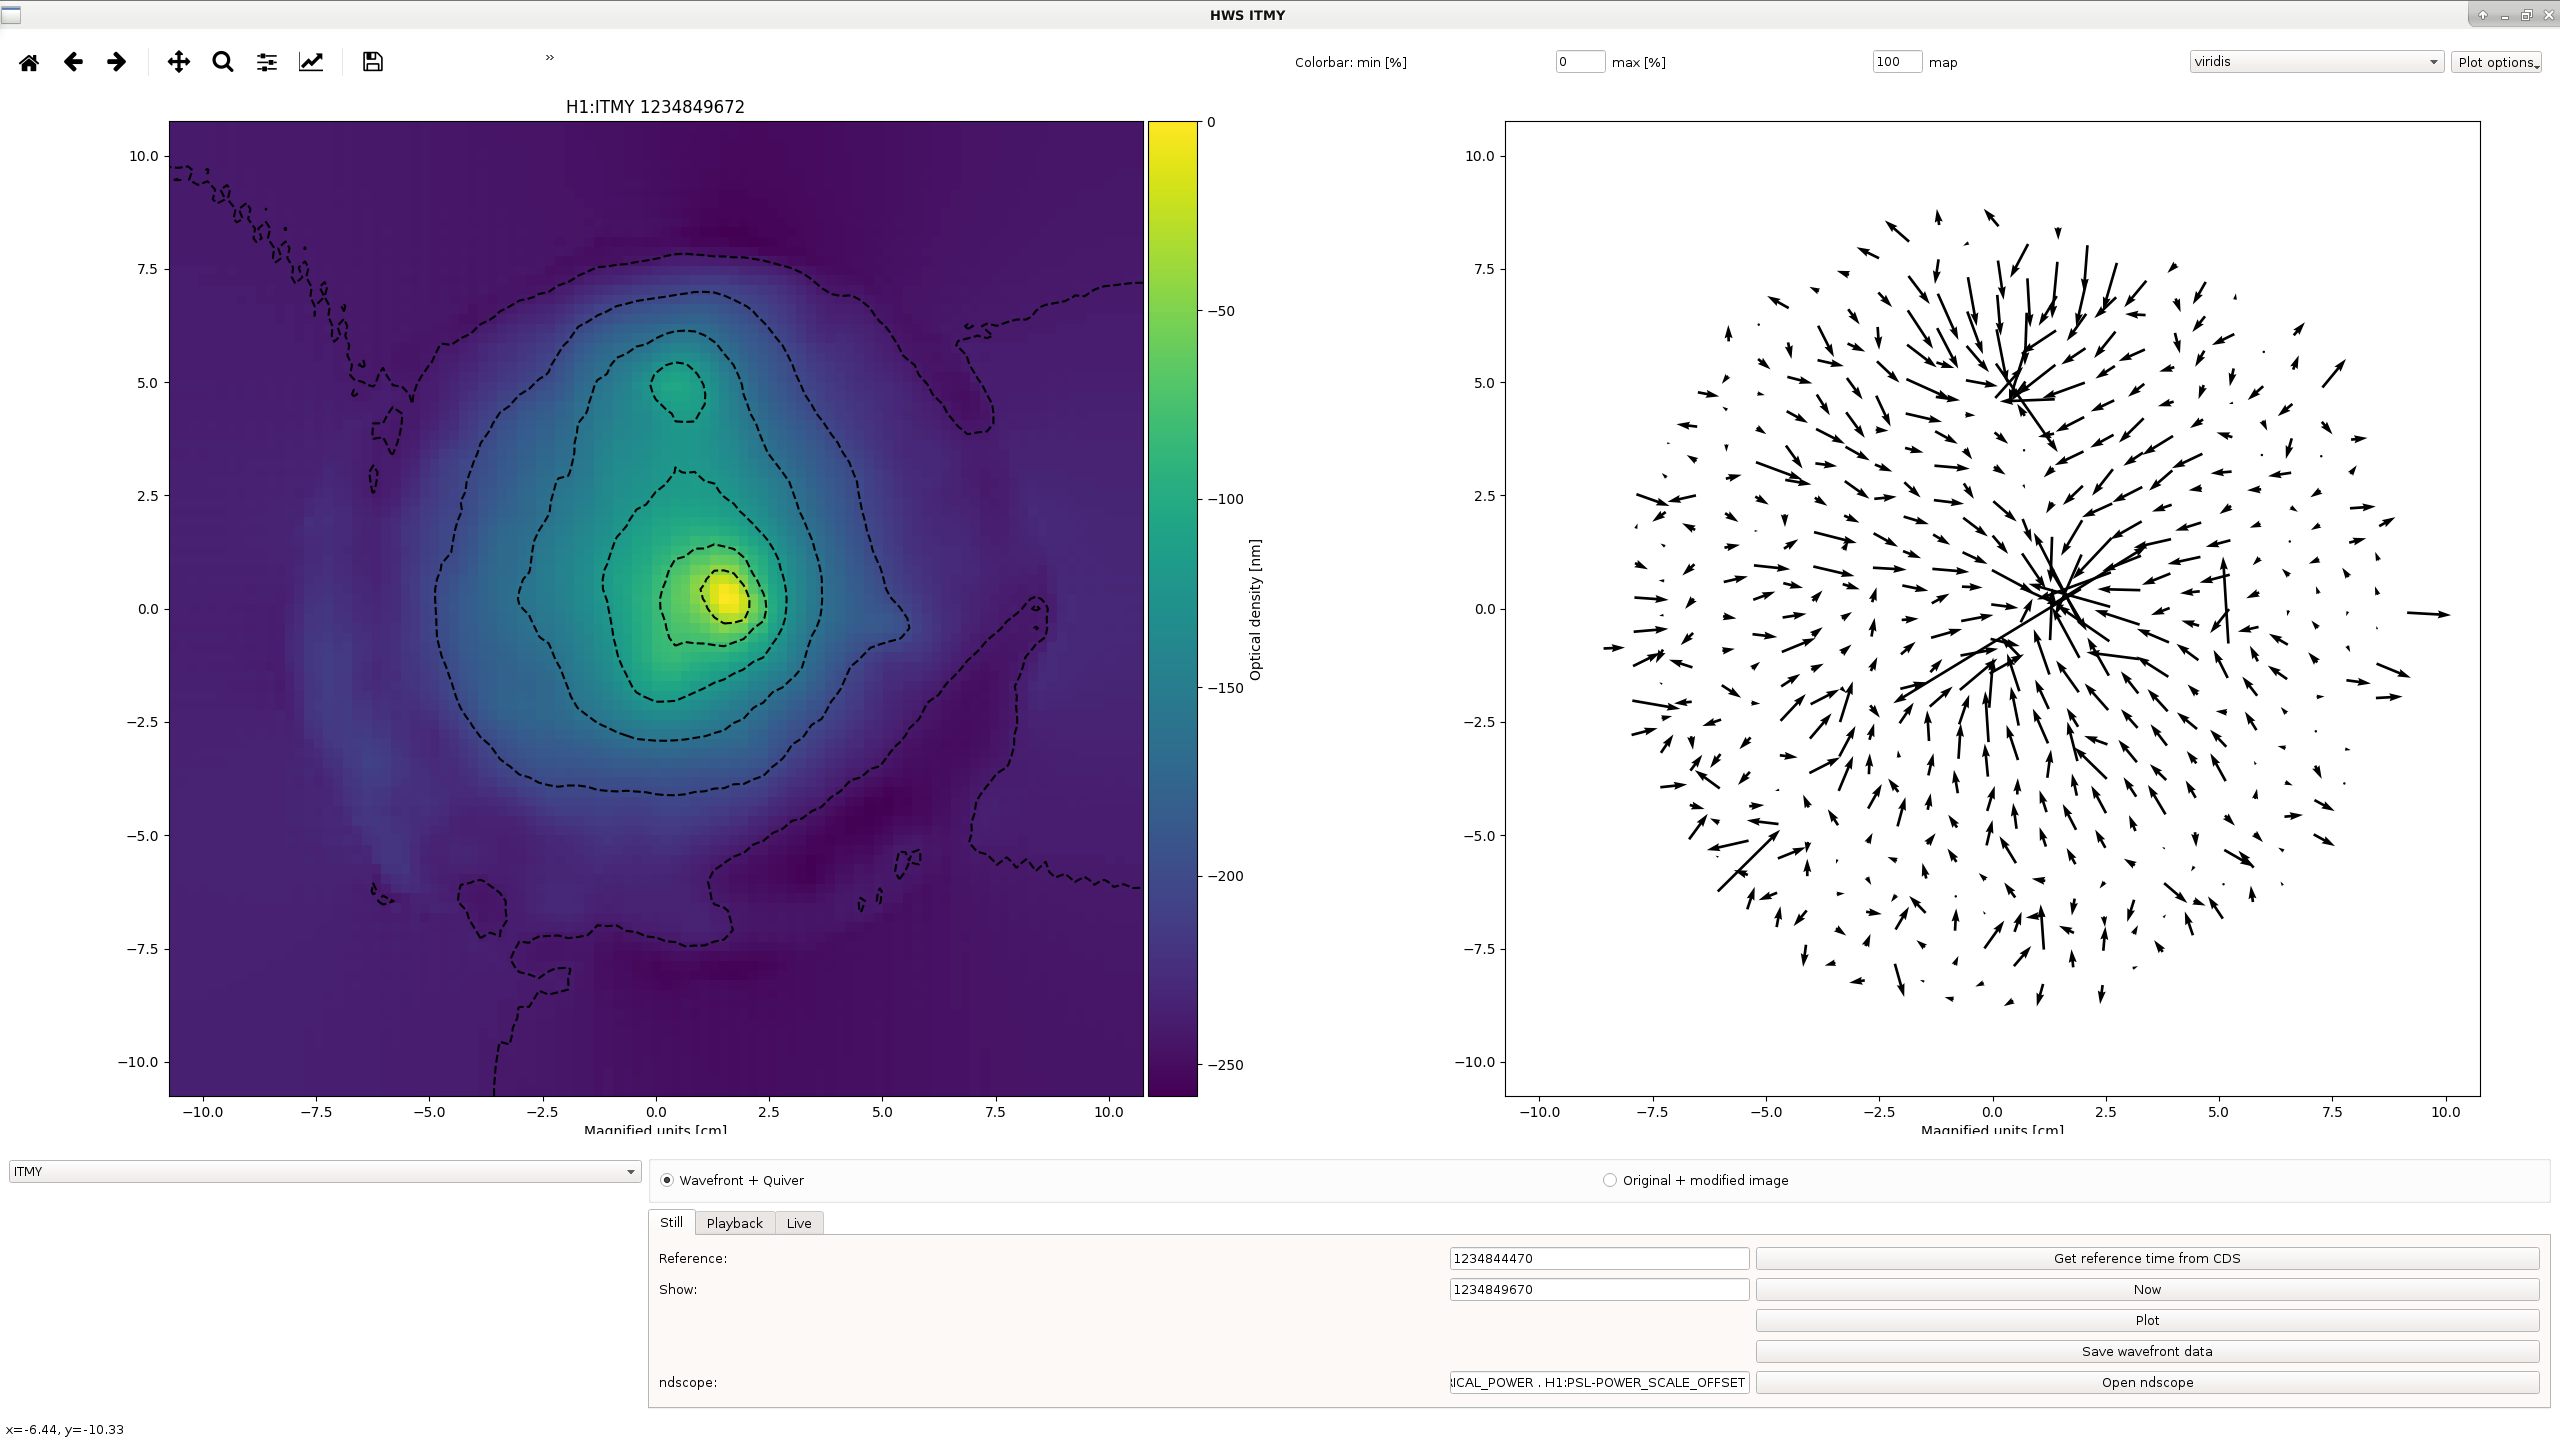 HWS ITMY
»
Colorbar: min [%] 0 max [%] 100 map viridis Plot options
H1:ITMY 1234849672
10.0
7.5
5.0
2.5
0.0
−2.5
−5.0
−7.5
−10.0
−10.0 −7.5 −5.0 −2.5 0.0 2.5 5.0 7.5 10.0
Magnified units [cm]
0
−50
−100
−150
−200
−250
Optical density [nm]
10.0
7.5
5.0
2.5
0.0
−2.5
−5.0
−7.5
−10.0
−10.0 −7.5 −5.0 −2.5 0.0 2.5 5.0 7.5 10.0
Magnified units [cm]
ITMY
Wavefront + Quiver Original + modified image
Still Playback Live
Reference: 1234844470 Get reference time from CDS
Show: 1234849670 Now
Plot
Save wavefront data
ndscope: ICAL_POWER . H1:PSL-POWER_SCALE_OFFSET Open ndscope
x=-6.44, y=-10.33